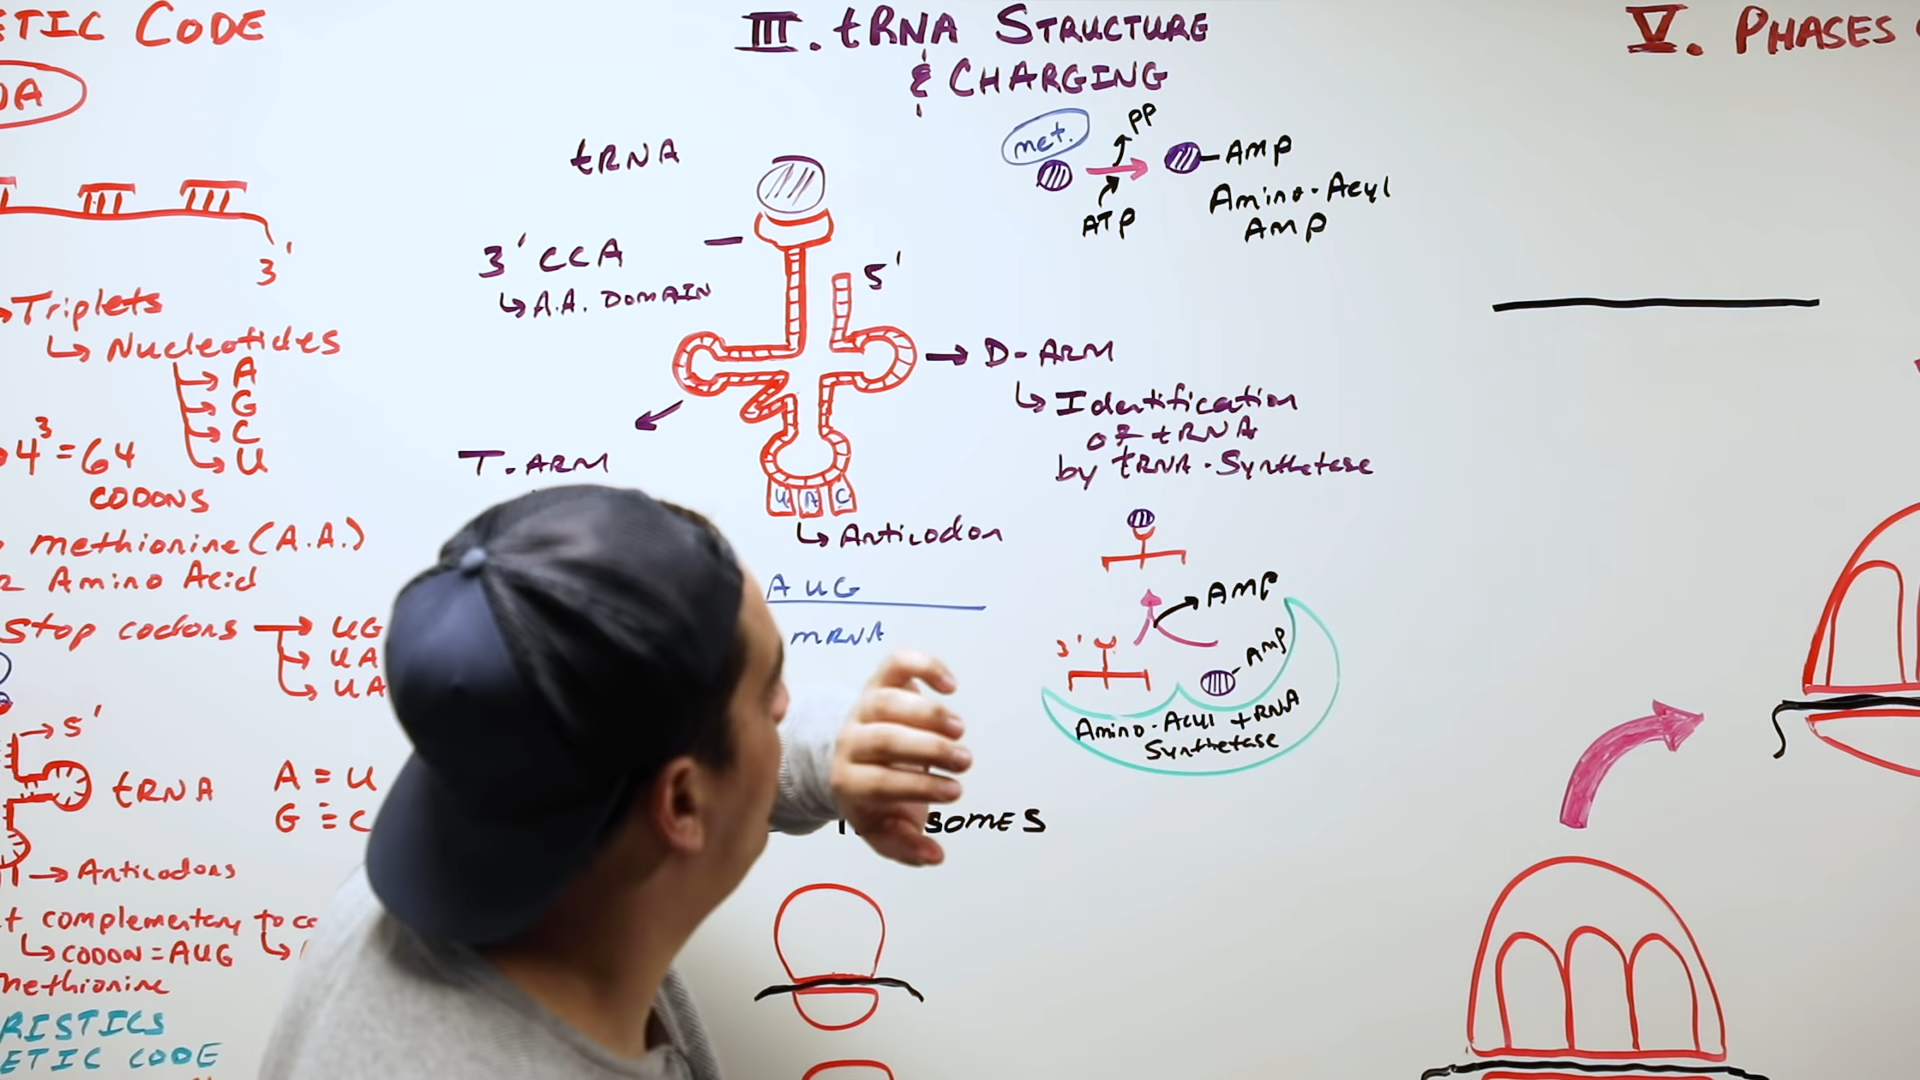 ETIC CODE
3'
Triplets
Nucleotides
A
G
C
U
4³=64
CODONS
methionine (A.A.)
Amino Acid
Stop codons
UG
UA
UA
5'
tRNA
A = U
G ≡ C
Anticodons
complementary to
CODON = AUG
methionine
RISTICS
ETIC CODE
III. tRNA STRUCTURE
& CHARGING
tRNA
3' CCA
A.A. DOMAIN
5'
T-ARM
D-ARM
Identification
of tRNA
by tRNA-Synthetase
U A C
Anticodon
AUG
mRNA
met.
PP
ATP
AMP
Amino-Acyl
AMP
AMP
3'
AMP
Amino-Acyl tRNA
Synthetase
SOMES
V. PHASES